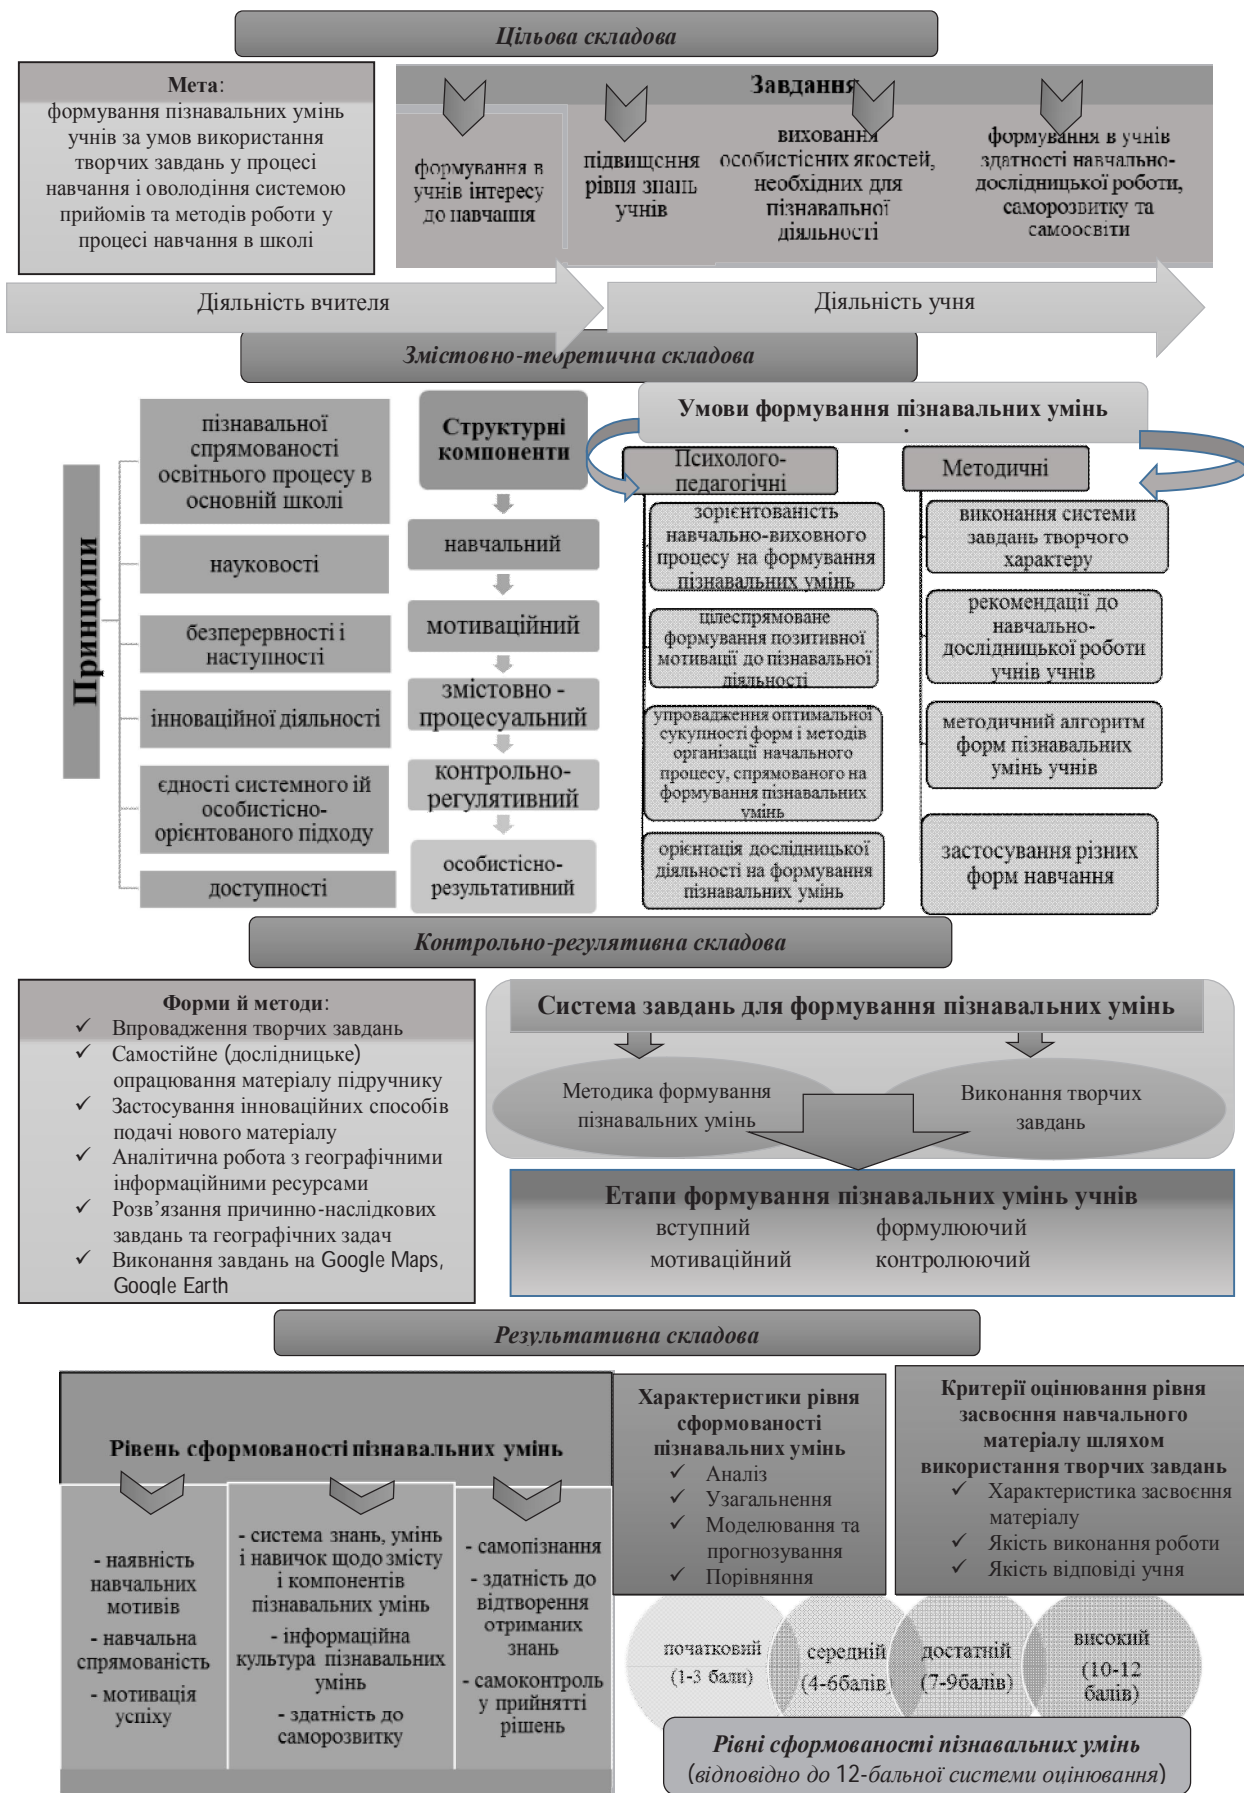 Цільова складова
Мета:
формування пізнавальних умінь
учнів за умов використання
творчих завдань у процесі
навчання і оволодіння системою
прийомів та методів роботи у
процесі навчання в школі
Завдання
формування в
учнів інтересу
до навчання
підвищення
рівня знань
учнів
виховання
особистісних якостей,
необхідних для
пізнавальної
діяльності
формування в учнів
здатності навчально-
дослідницької роботи,
саморозвитку та
самоосвіти
Діяльність вчителя
Діяльність учня
Змістовно-теоретична складова
Принципи
пізнавальної
спрямованості
освітнього процесу в
основній школі
науковості
безперервності і
наступності
інноваційної діяльності
єдності системного ій
особистісно-
орієнтованого підходу
доступності
Структурні
компоненти
навчальний
мотиваційний
змістовно -
процесуальний
контрольно-
регулятивний
особистісно-
результативний
Умови формування пізнавальних умінь
.
Психолого-
педагогічні
зорієнтованість
навчально-виховного
процесу на формування
пізнавальних умінь
цілеспрямоване
формування позитивної
мотивації до пізнавальної
діяльності
упровадження оптимальної
сукупності форм і методів
організації начального
процесу, спрямованого на
формування пізнавальних
умінь
орієнтація дослідницької
діяльності на формування
пізнавальних умінь
Методичні
виконання системи
завдань творчого
характеру
рекомендації до
навчально-
дослідницької роботи
учнів учнів
методичний алгоритм
форм пізнавальних
умінь учнів
застосування різних
форм навчання
Контрольно-регулятивна складова
Форми й методи:
✓ Впровадження творчих завдань
✓ Самостійне (дослідницьке)
опрацювання матеріалу підручнику
✓ Застосування інноваційних способів
подачі нового матеріалу
✓ Аналітична робота з географічними
інформаційними ресурсами
✓ Розв’язання причинно-наслідкових
завдань та географічних задач
✓ Виконання завдань на Google Maps,
Google Earth
Система завдань для формування пізнавальних умінь
Методика формування
пізнавальних умінь
Виконання творчих
завдань
Етапи формування пізнавальних умінь учнів
вступний формулюючий
мотиваційний контролюючий
Результативна складова
Рівень сформованості пізнавальних умінь
- наявність
навчальних
мотивів
- навчальна
спрямованість
- мотивація
успіху
- система знань, умінь
і навичок щодо змісту
і компонентів
пізнавальних умінь
- інформаційна
культура пізнавальних
умінь
- здатність до
саморозвитку
- самопізнання
- здатність до
відтворення
отриманих
знань
- самоконтроль
у прийнятті
рішень
Характеристики рівня
сформованості
пізнавальних умінь
✓ Аналіз
✓ Узагальнення
✓ Моделювання та
прогнозування
✓ Порівняння
Критерії оцінювання рівня
засвоєння навчального
матеріалу шляхом
використання творчих завдань
✓ Характеристика засвоєння
матеріалу
✓ Якість виконання роботи
✓ Якість відповіді учня
початковий
(1-3 бали)
середній
(4-6балів)
достатній
(7-9балів)
високий
(10-12
балів)
Рівні сформованості пізнавальних умінь
(відповідно до 12-бальної системи оцінювання)